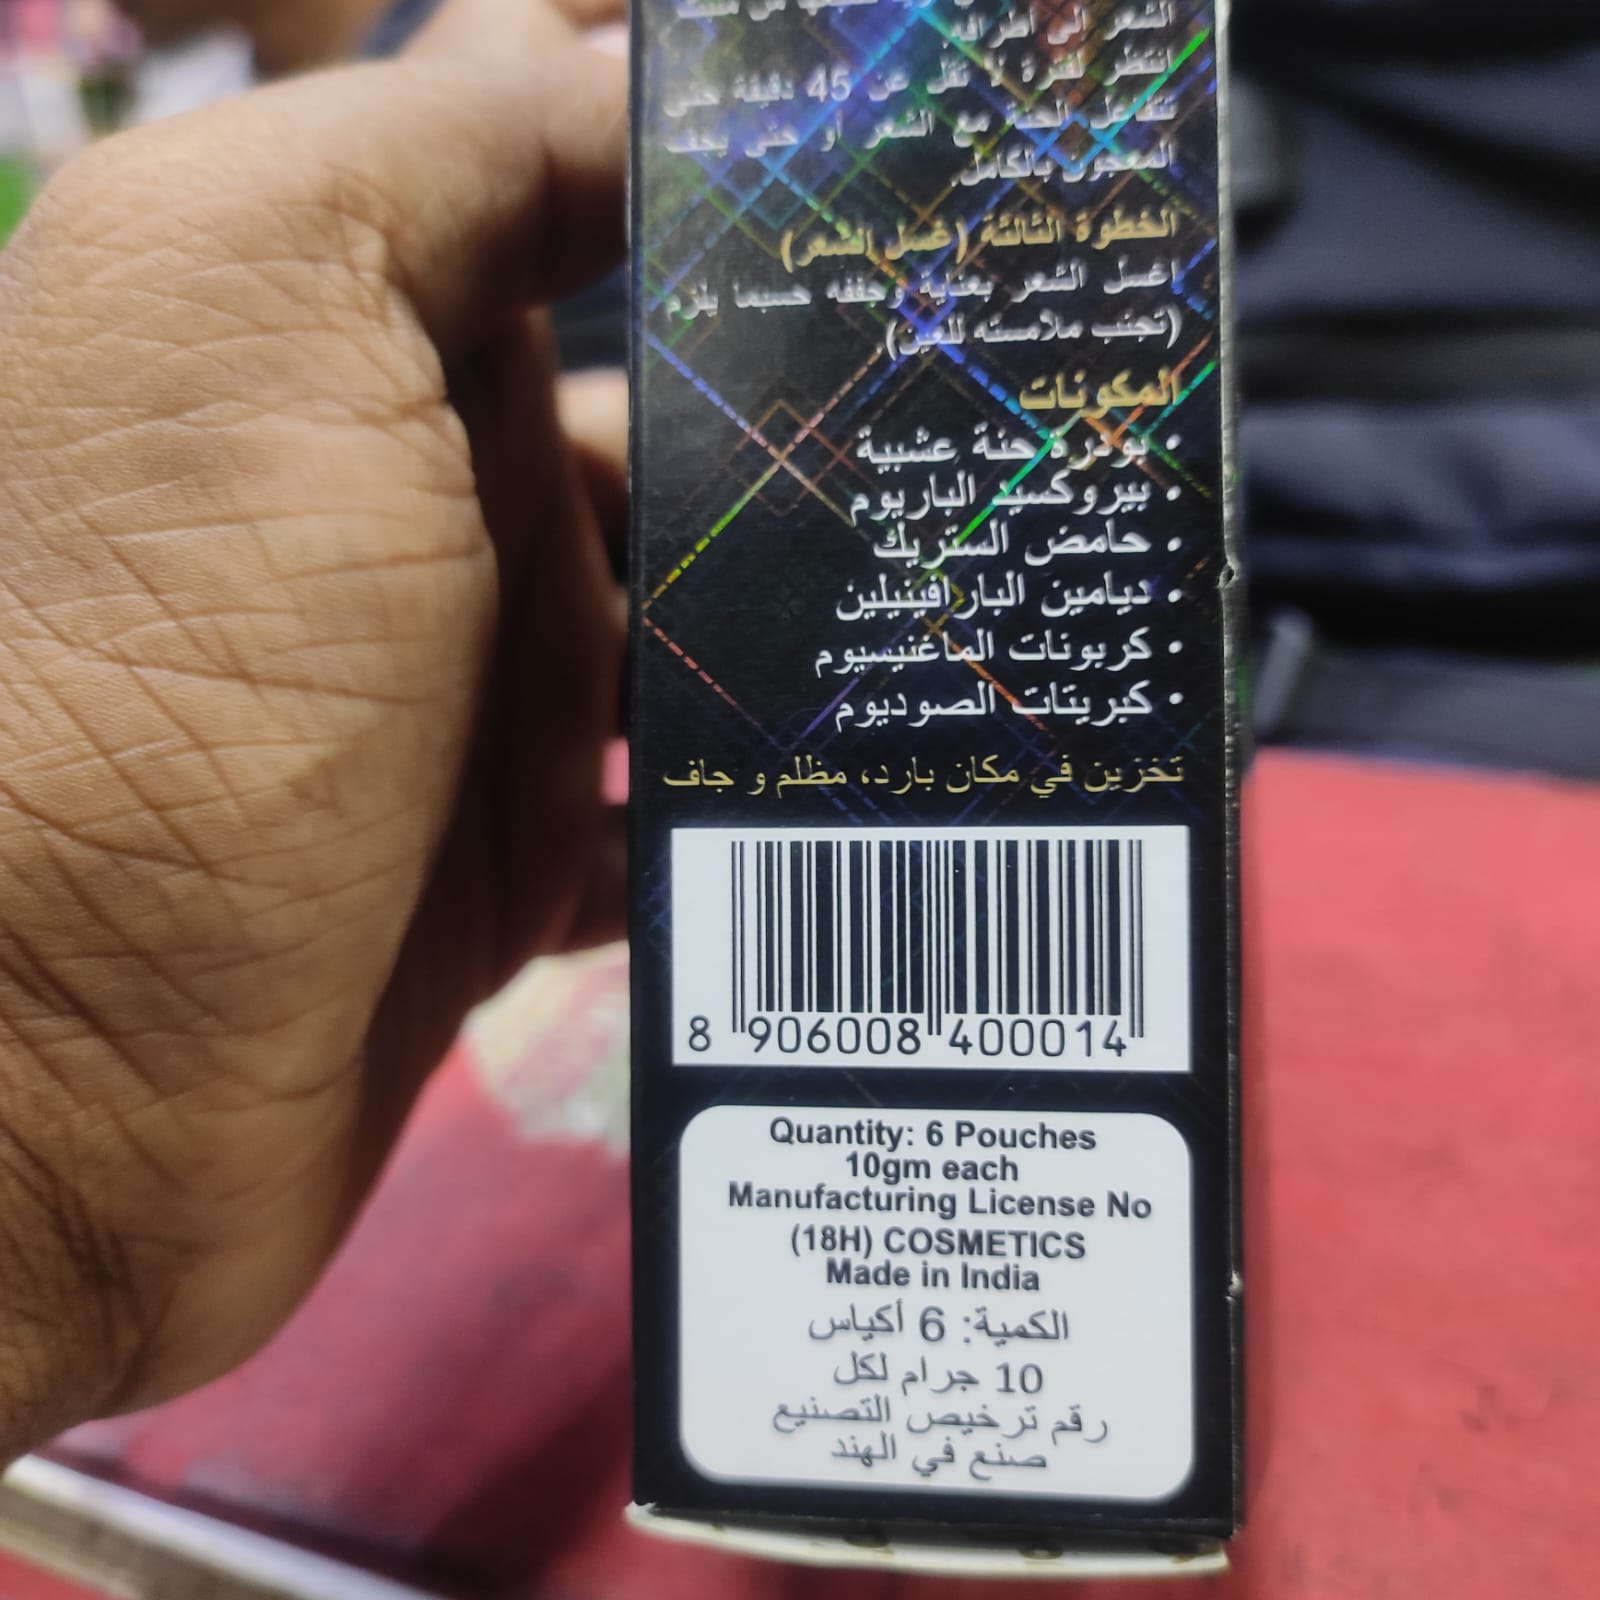 الشعر إلى أطرافه.
انتظر لفترة لا تقل عن 45 دقيقة حتى
تتفاعل الحنة مع الشعر أو حتى يجف
المعجون بالكامل.
الخطوة الثالثة (غسل الشعر)
اغسل الشعر بعناية وجففه حسبما يلزم
(تجنب ملامسته للعين)
المكونات
• بودرة حنة عشبية
• بيروكسيد الباريوم
• حامض الستريك
• ديامين البارافينيلين
• كربونات الماغنيسيوم
• كبريتات الصوديوم
تخزين في مكان بارد، مظلم و جاف
8 906008 400014
Quantity: 6 Pouches
10gm each
Manufacturing License No
(18H) COSMETICS
Made in India
الكمية: 6 أكياس
10 جرام لكل
رقم ترخيص التصنيع
صنع في الهند